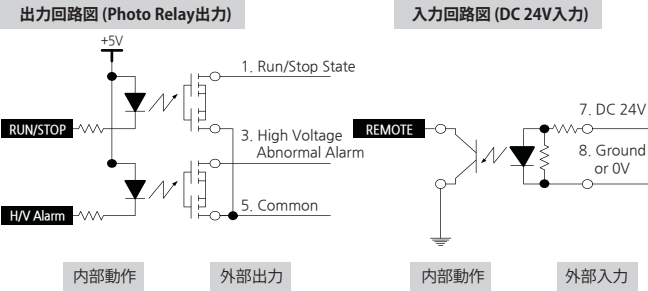 出力回路図 (Photo Relay出力)
+5V
1. Run/Stop State
RUN/STOP
3. High Voltage
Abnormal Alarm
H/V Alarm
5. Common
内部動作
外部出力
入力回路図 (DC 24V入力)
REMOTE
7. DC 24V
8. Ground
or 0V
内部動作
外部入力